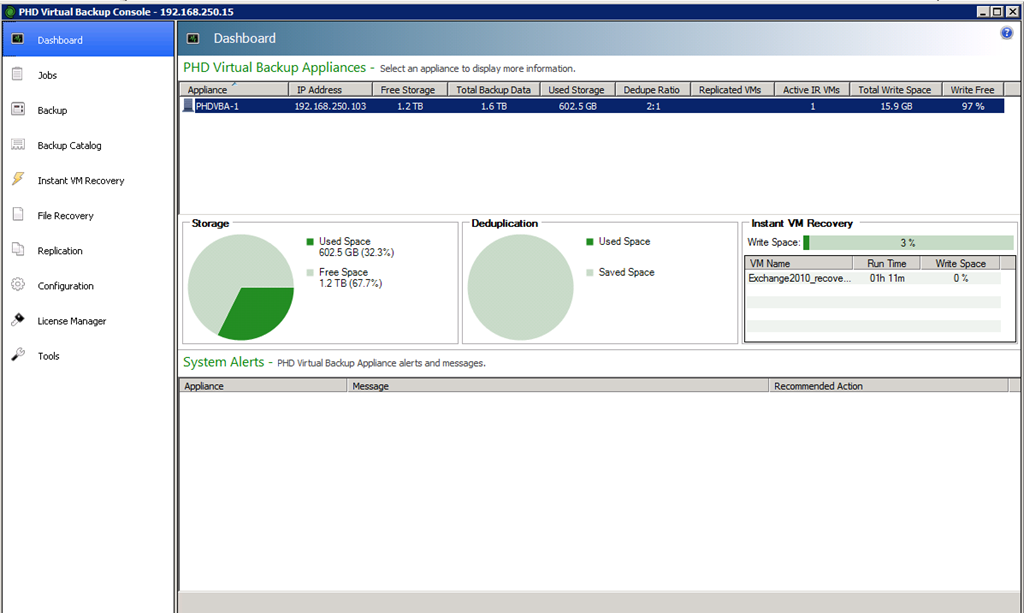 PHD Virtual Backup Console - 192.168.250.15
Dashboard
Jobs
Backup
Backup Catalog
Instant VM Recovery
File Recovery
Replication
Configuration
License Manager
Tools
Dashboard
?
PHD Virtual Backup Appliances - Select an appliance to display more information.
Appliance IP Address Free Storage Total Backup Data Used Storage Dedupe Ratio Replicated VMs Active IR VMs Total Write Space Write Free
PHDVBA-1 192.168.250.103 1.2 TB 1.6 TB 602.5 GB 2:1 1 15.9 GB 97 %
Storage
Used Space
602.5 GB (32.3%)
Free Space
1.2 TB (67.7%)
Deduplication
Used Space
Saved Space
Instant VM Recovery
Write Space: 3 %
VM Name Run Time Write Space
Exchange2010_recove... 01h 11m 0 %
System Alerts - PHD Virtual Backup Appliance alerts and messages.
Appliance Message Recommended Action